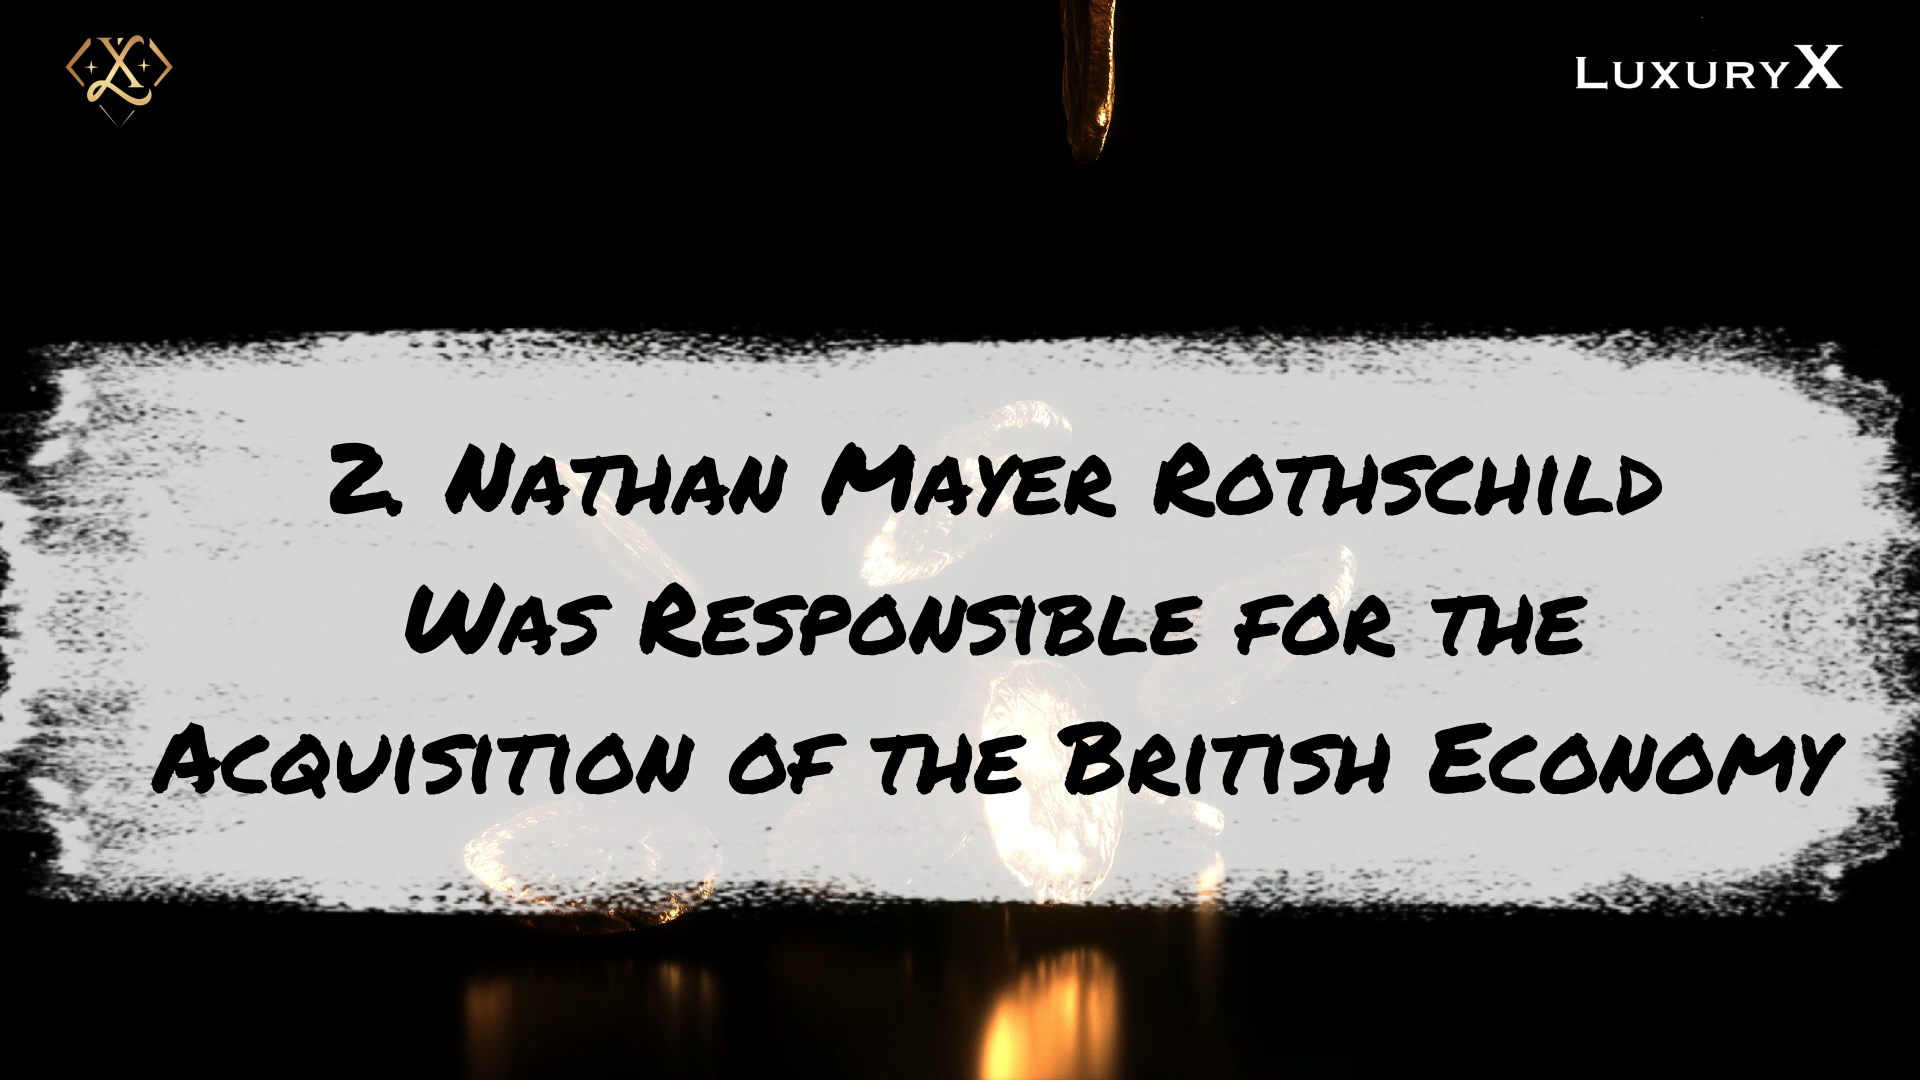 LUXURYX
2. NATHAN MAYER ROTHSCHILD
WAS RESPONSIBLE FOR THE
ACQUISITION OF THE BRITISH ECONOMY